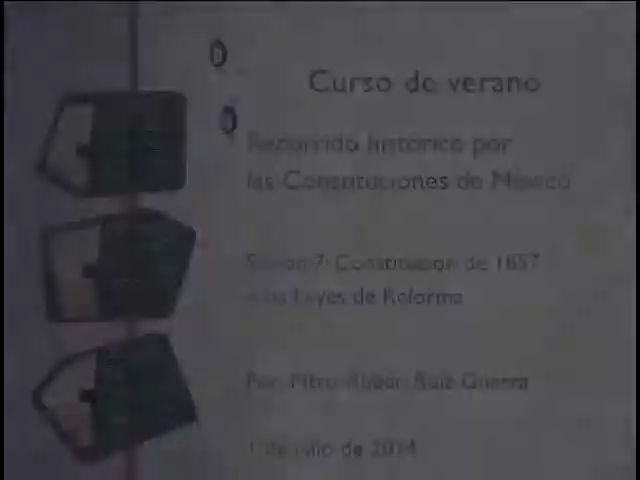 Curso de verano
Recorrido histórico por
las Constituciones de México
Sesión 7: Constitución de 1857
y las Leyes de Reforma
Por: Mtro. Rubén Ruiz Guerra
de julio de 2014